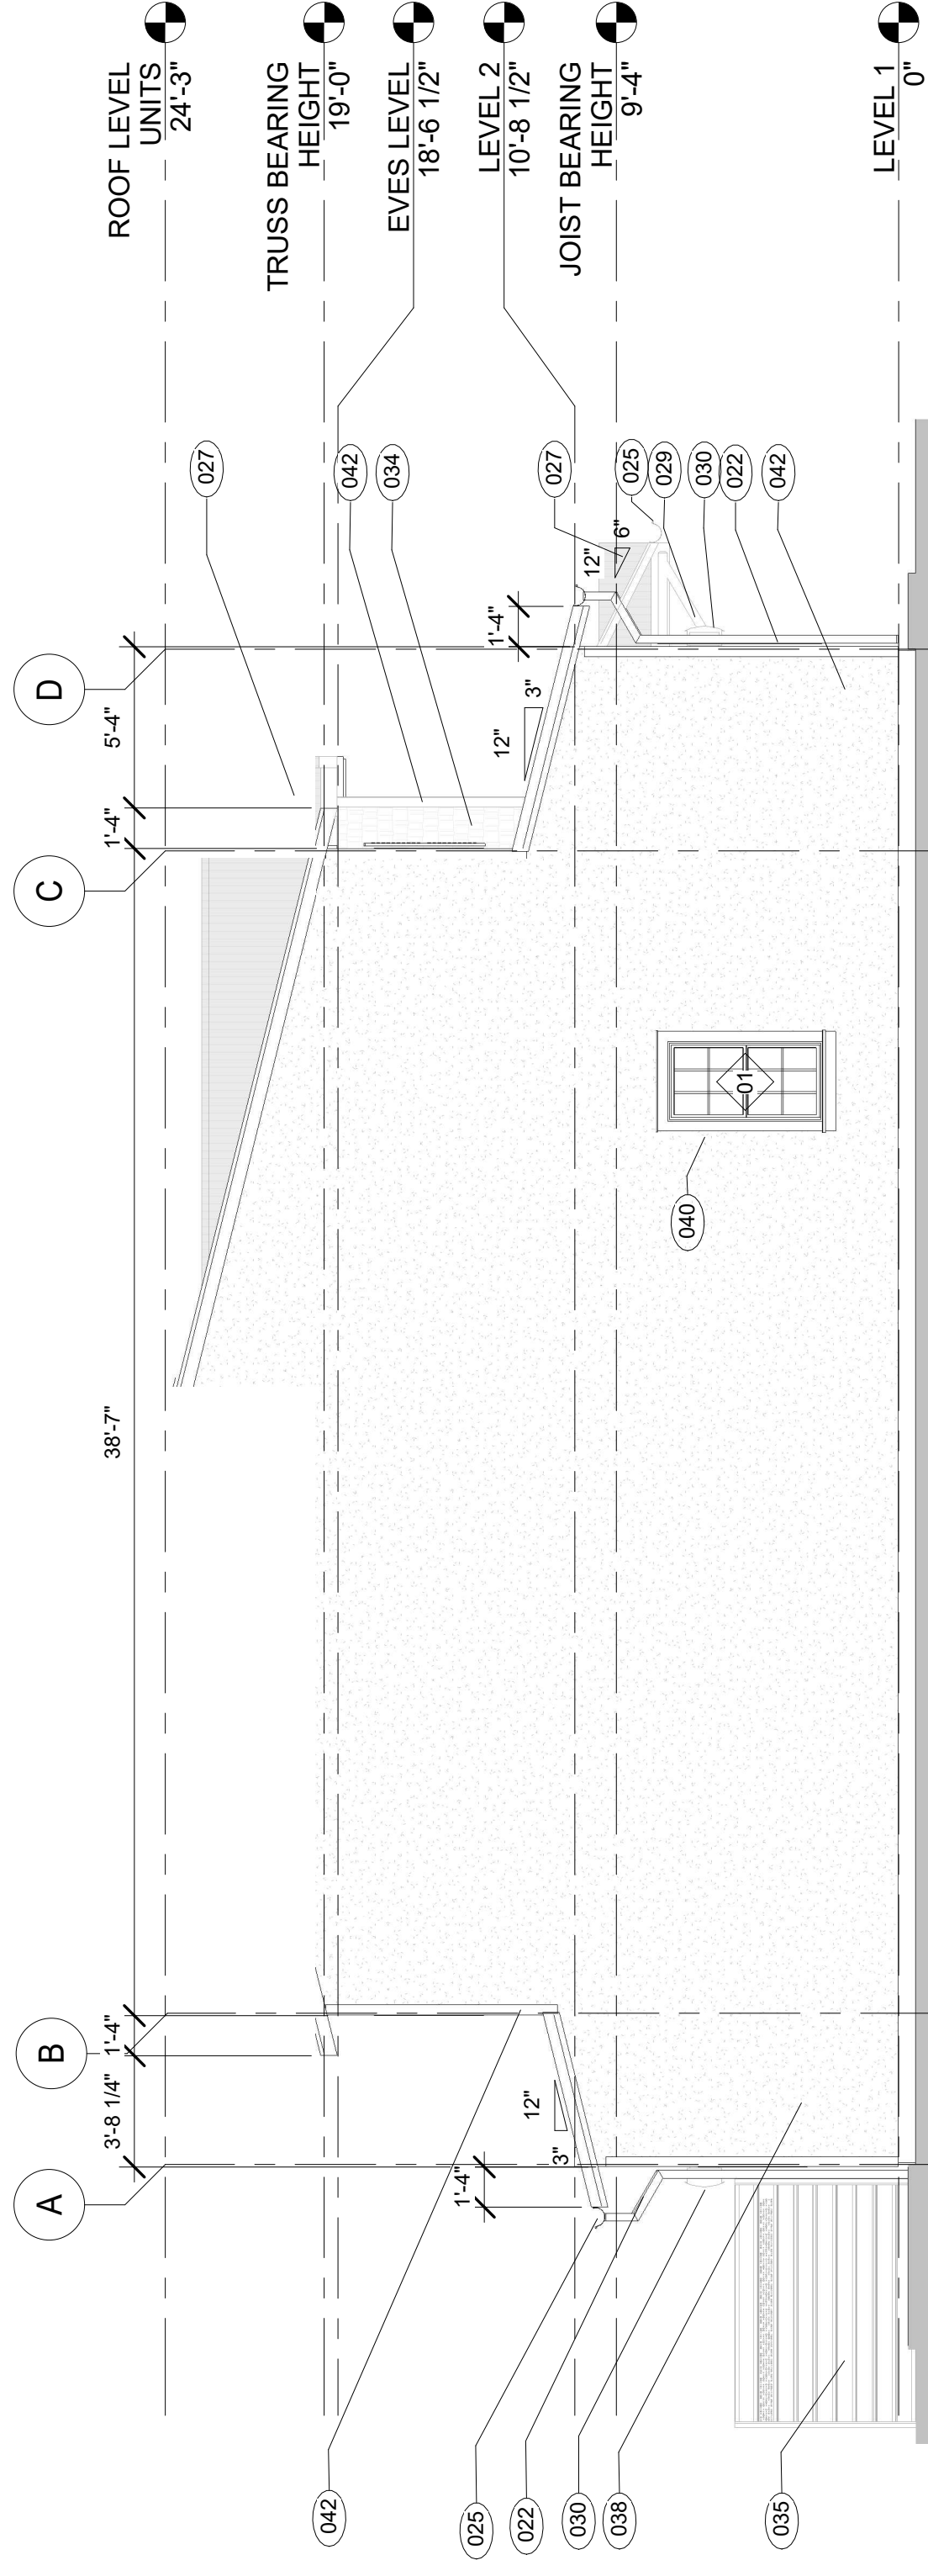 A
B
C
D
3'-8 1/4"
1'-4"
38'-7"
1'-4"
5'-4"
ROOF LEVEL
UNITS
24'-3"
TRUSS BEARING
HEIGHT
19'-0"
EVES LEVEL
18'-6 1/2"
LEVEL 2
10'-8 1/2"
JOIST BEARING
HEIGHT
9'-4"
LEVEL 1
0"
027
042
034
027
025
029
030
022
042
12"
6"
1'-4"
12"
3"
01
040
12"
3"
1'-4"
042
025
022
030
038
035